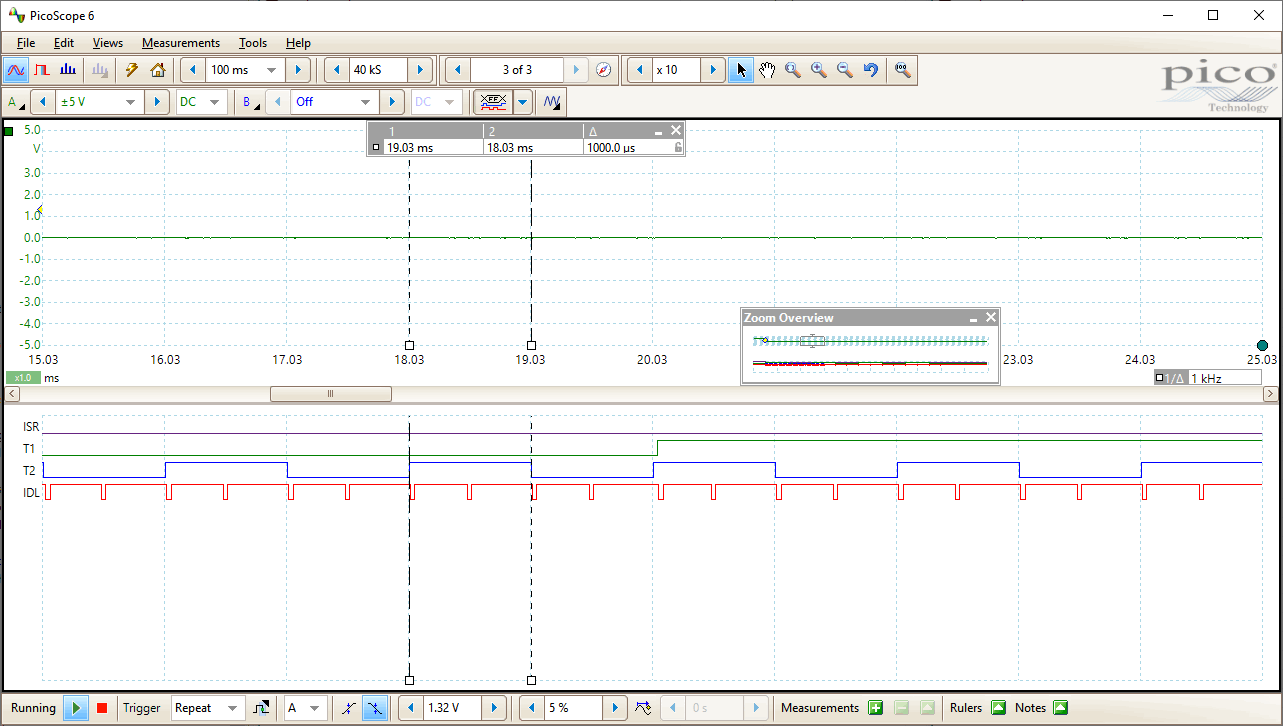 PicoScope 6
File Edit Views Measurements Tools Help
100 ms 40 kS 3 of 3 x 10
A ±5 V DC B Off DC
pico
Technology
1 2 Δ
19.03 ms 18.03 ms 1000.0 µs
5.0
V
3.0
2.0
1.0
0.0
-1.0
-2.0
-3.0
-4.0
-5.0
Zoom Overview
15.03 16.03 17.03 18.03 19.03 20.03 23.03 24.03 25.03
x1.0 ms
1/Δ 1 kHz
ISR
T1
T2
IDL
Running Trigger Repeat A 1.32 V 5 % 0 s Measurements Rulers Notes